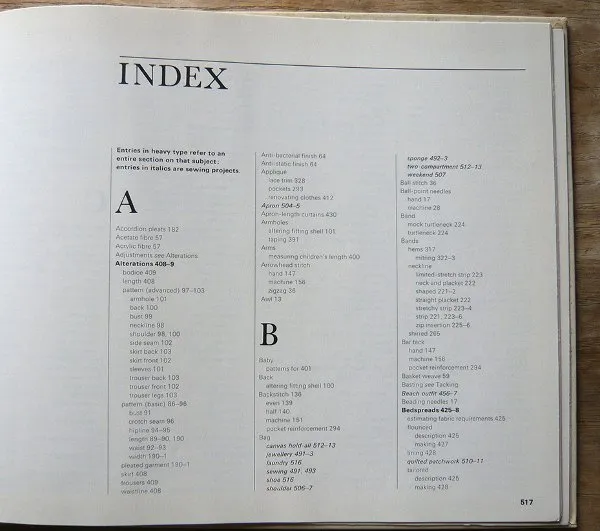 INDEX
Entries in heavy type refer to an
entire section on that subject:
entries in italics are sewing projects.
A
Accordion pleats 182
Acetate fibre 57
Acrylic fibre 57
Adjustments see Alterations
Alterations 408–9
bodice 409
length 408
pattern (advanced) 97–103
armhole 101
back 100
bust 99
neckline 98
shoulder 98, 100
side seam 102
skirt back 103
skirt front 102
sleeves 101
trouser back 103
trouser front 102
trouser legs 103
pattern (basic) 86–96
bust 91
crotch seam 96
hipline 94–95
length 89–90, 190
waist 92–93
width 190–1
pleated garment 190–1
skirt 408
trousers 409
waistline 408
Anti-bacterial finish 64
Anti-static finish 64
Applique
lace trim 328
pockets 293
renovating clothes 412
Apron 504–5
Apron-length curtains 430
Armholes
altering fitting shell 101
taping 391
Arms
measuring children's length 400
Arrowhead stitch
hand 147
machine 156
zigzag 36
Awl 13
B
Baby
patterns for 401
Back
altering fitting shell 100
Backstitch 136
even 139
half 140
machine 151
pocket reinforcement 294
Bag
canvas hold-all 512–13
jewellery 491–3
laundry 516
sewing 491, 493
shoe 516
shoulder 506–7
sponge 492–3
two-compartment 512–13
weekend 507
Ball stitch 36
Ball-point needles
hand 17
machine 28
Band
mock turtleneck 224
turtleneck 224
Bands
hems 317
mitring 322–3
neckline
limited-stretch strip 223
neck and placket 222
shaped 221–2
straight placket 222
stretchy strip 223–4
strip 221, 223–6
zip insertion 225–6
shirred 265
Bar tack
hand 147
machine 156
pocket reinforcement 294
Basket weave 59
Basting see Tacking
Beach outfit 456–7
Beading needles 17
Bedspreads 425–8
estimating fabric requirements 425
flounced
description 425
making 427
lining 428
quilted patchwork 510–11
tailored
description 425
making 426
517